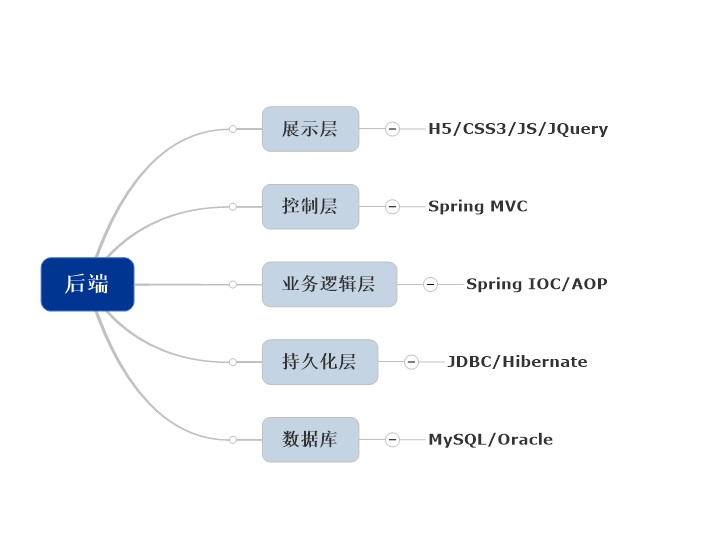 展示层
H5/CSS3/JS/JQuery
控制层
Spring MVC
后端
业务逻辑层
Spring IOC/AOP
持久化层
JDBC/Hibernate
数据库
MySQL/Oracle